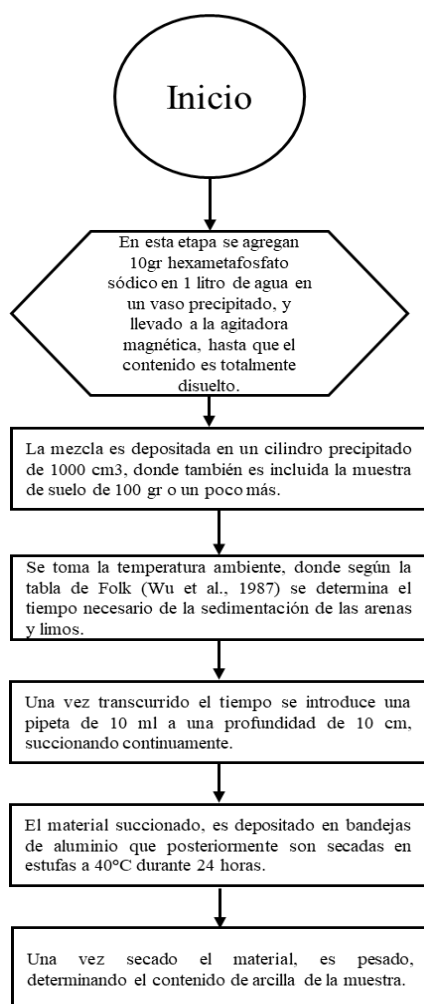 Inicio
En esta etapa se agregan
10gr hexametafosfato
sódico en 1 litro de agua en
un vaso precipitado, y
llevado a la agitadora
magnética, hasta que el
contenido es totalmente
disuelto.
La mezcla es depositada en un cilindro precipitado
de 1000 cm3, donde también es incluida la muestra
de suelo de 100 gr o un poco más.
Se toma la temperatura ambiente, donde según la
tabla de Folk (Wu et al., 1987) se determina el
tiempo necesario de la sedimentación de las arenas
y limos.
Una vez transcurrido el tiempo se introduce una
pipeta de 10 ml a una profundidad de 10 cm,
succionando continuamente.
El material succionado, es depositado en bandejas
de aluminio que posteriormente son secadas en
estufas a 40°C durante 24 horas.
Una vez secado el material, es pesado,
determinando el contenido de arcilla de la muestra.